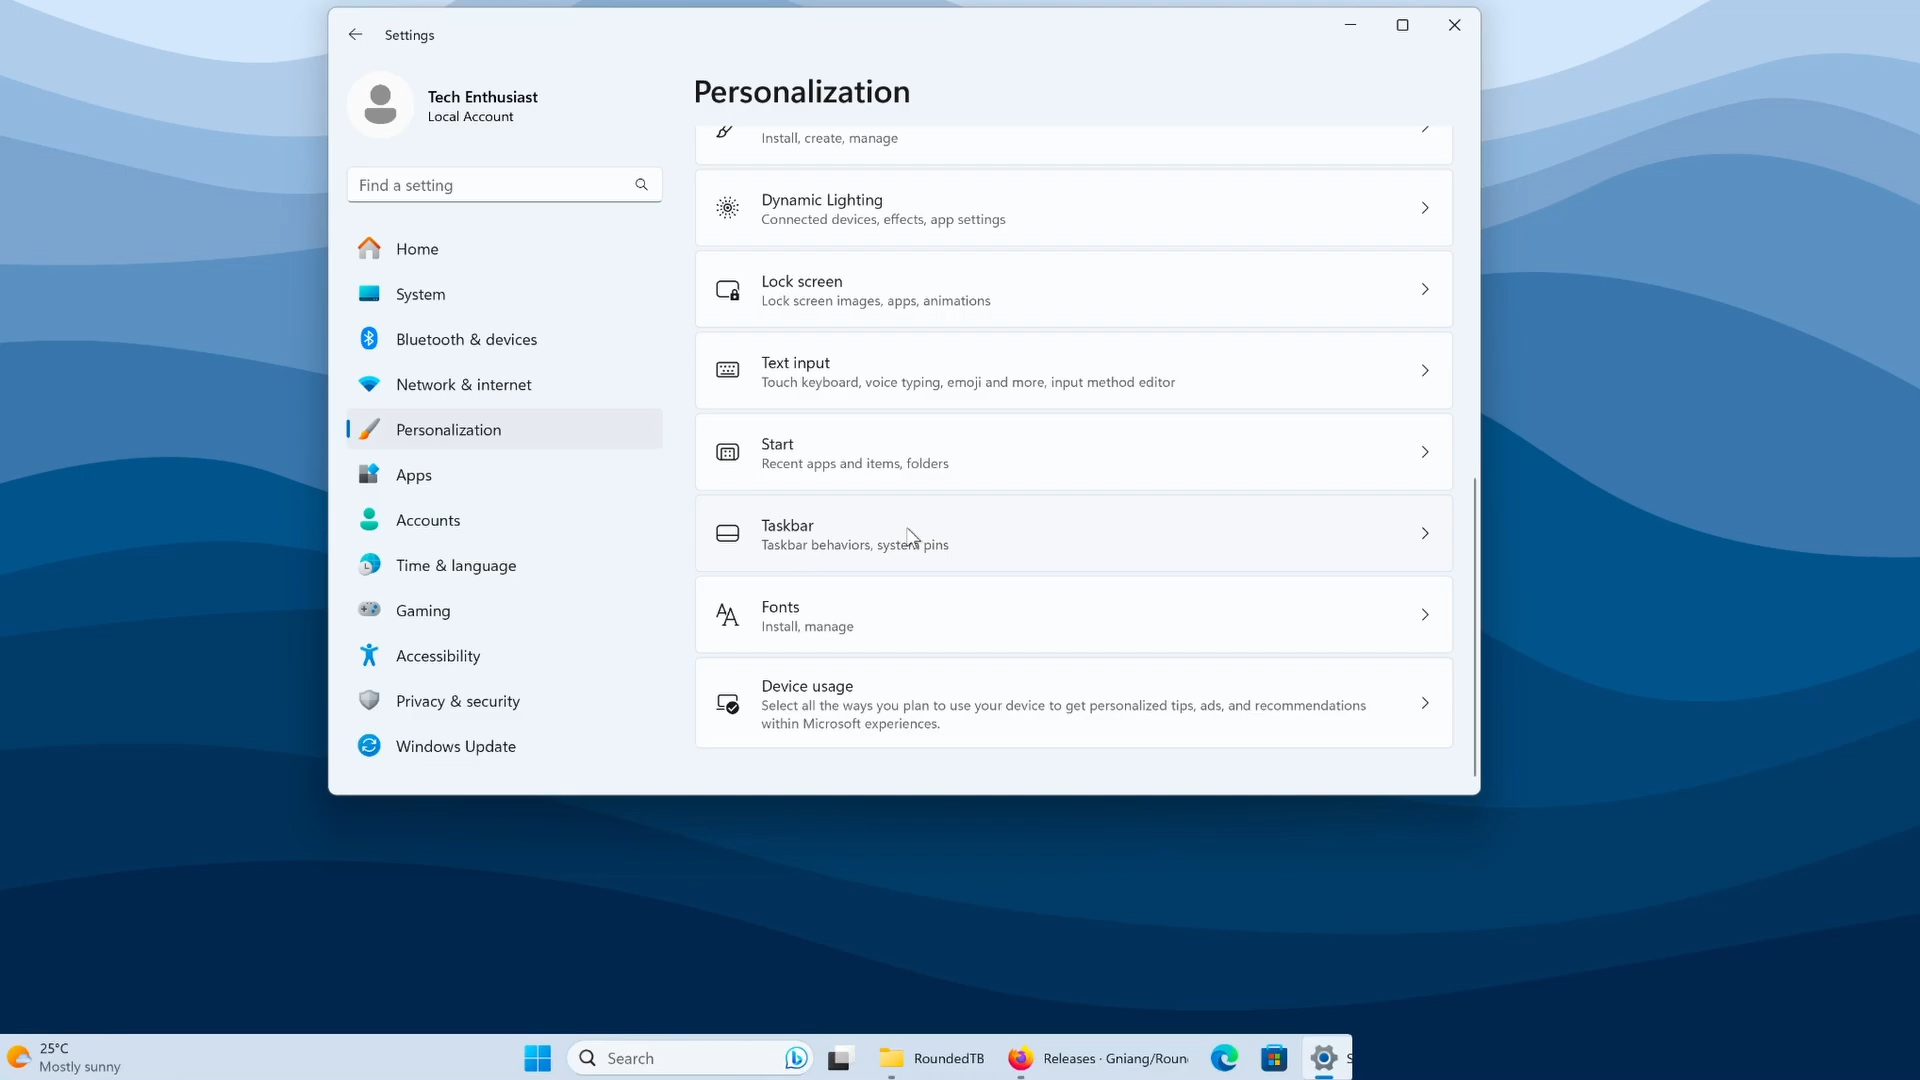 Settings
Tech Enthusiast
Local Account
Find a setting
Home
System
Bluetooth & devices
Network & internet
Personalization
Apps
Accounts
Time & language
Gaming
Accessibility
Privacy & security
Windows Update
Personalization
Install, create, manage
Dynamic Lighting
Connected devices, effects, app settings
Lock screen
Lock screen images, apps, animations
Text input
Touch keyboard, voice typing, emoji and more, input method editor
Start
Recent apps and items, folders
Taskbar
Taskbar behaviors, system pins
Fonts
Install, manage
Device usage
Select all the ways you plan to use your device to get personalized tips, ads, and recommendations
within Microsoft experiences.
25°C
Mostly sunny
Search
RoundedTB
Releases · Gniang/Roun
S